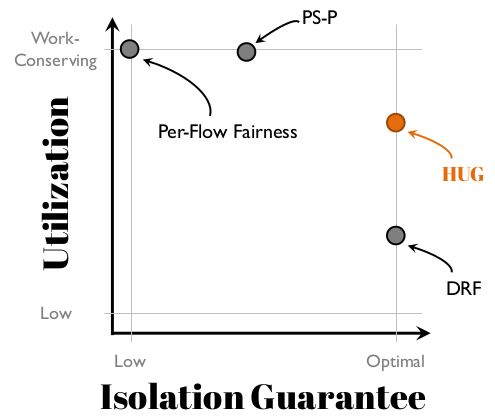 PS-P
Work-
Conserving
Per-Flow Fairness
Utilization
HUG
DRF
Low
Low
Optimal
Isolation Guarantee